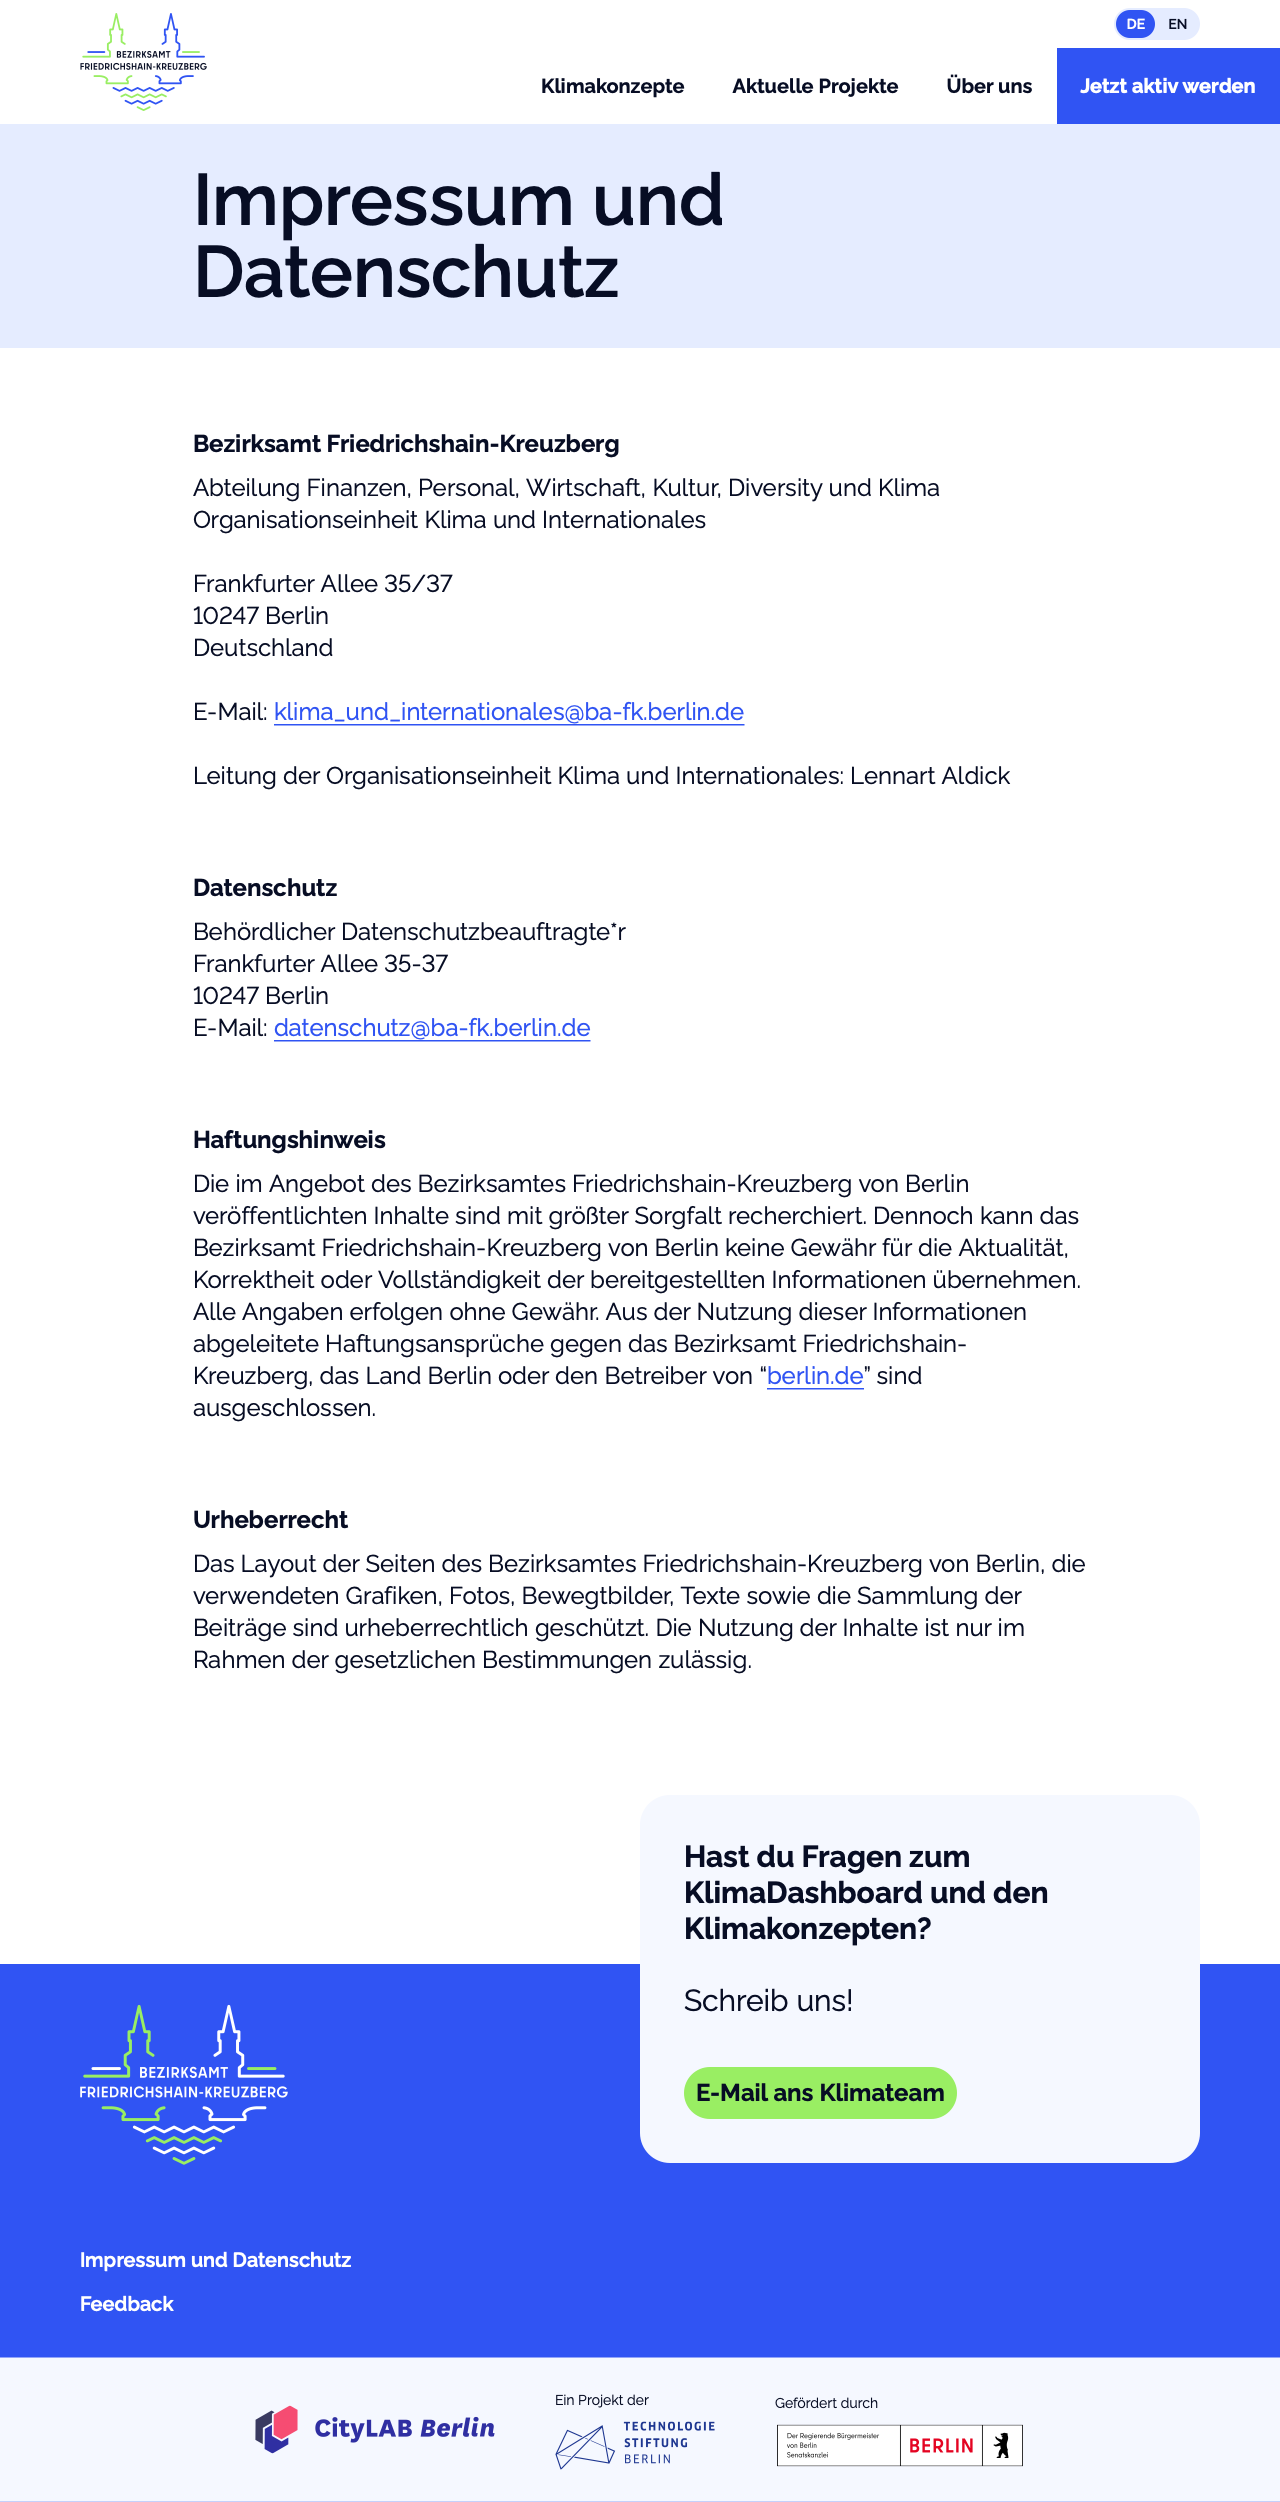 DE EN
BEZIRKSAMT
FRIEDRICHSHAIN-KREUZBERG
Klimakonzepte Aktuelle Projekte Über uns Jetzt aktiv werden
Impressum und
Datenschutz
Bezirksamt Friedrichshain-Kreuzberg
Abteilung Finanzen, Personal, Wirtschaft, Kultur, Diversity und Klima
Organisationseinheit Klima und Internationales
Frankfurter Allee 35/37
10247 Berlin
Deutschland
E-Mail: klima_und_internationales@ba-fk.berlin.de
Leitung der Organisationseinheit Klima und Internationales: Lennart Aldick
Datenschutz
Behördlicher Datenschutzbeauftragte*r
Frankfurter Allee 35-37
10247 Berlin
E-Mail: datenschutz@ba-fk.berlin.de
Haftungshinweis
Die im Angebot des Bezirksamtes Friedrichshain-Kreuzberg von Berlin
veröffentlichten Inhalte sind mit größter Sorgfalt recherchiert. Dennoch kann das
Bezirksamt Friedrichshain-Kreuzberg von Berlin keine Gewähr für die Aktualität,
Korrektheit oder Vollständigkeit der bereitgestellten Informationen übernehmen.
Alle Angaben erfolgen ohne Gewähr. Aus der Nutzung dieser Informationen
abgeleitete Haftungsansprüche gegen das Bezirksamt Friedrichshain-
Kreuzberg, das Land Berlin oder den Betreiber von “berlin.de” sind
ausgeschlossen.
Urheberrecht
Das Layout der Seiten des Bezirksamtes Friedrichshain-Kreuzberg von Berlin, die
verwendeten Grafiken, Fotos, Bewegtbilder, Texte sowie die Sammlung der
Beiträge sind urheberrechtlich geschützt. Die Nutzung der Inhalte ist nur im
Rahmen der gesetzlichen Bestimmungen zulässig.
Hast du Fragen zum
KlimaDashboard und den
Klimakonzepten?
Schreib uns!
E-Mail ans Klimateam
BEZIRKSAMT
FRIEDRICHSHAIN-KREUZBERG
Impressum und Datenschutz
Feedback
CityLAB Berlin
Ein Projekt der
TECHNOLOGIE
STIFTUNG
BERLIN
Gefördert durch
Der Regierende Bürgermeister
von Berlin
Senatskanzlei
BERLIN